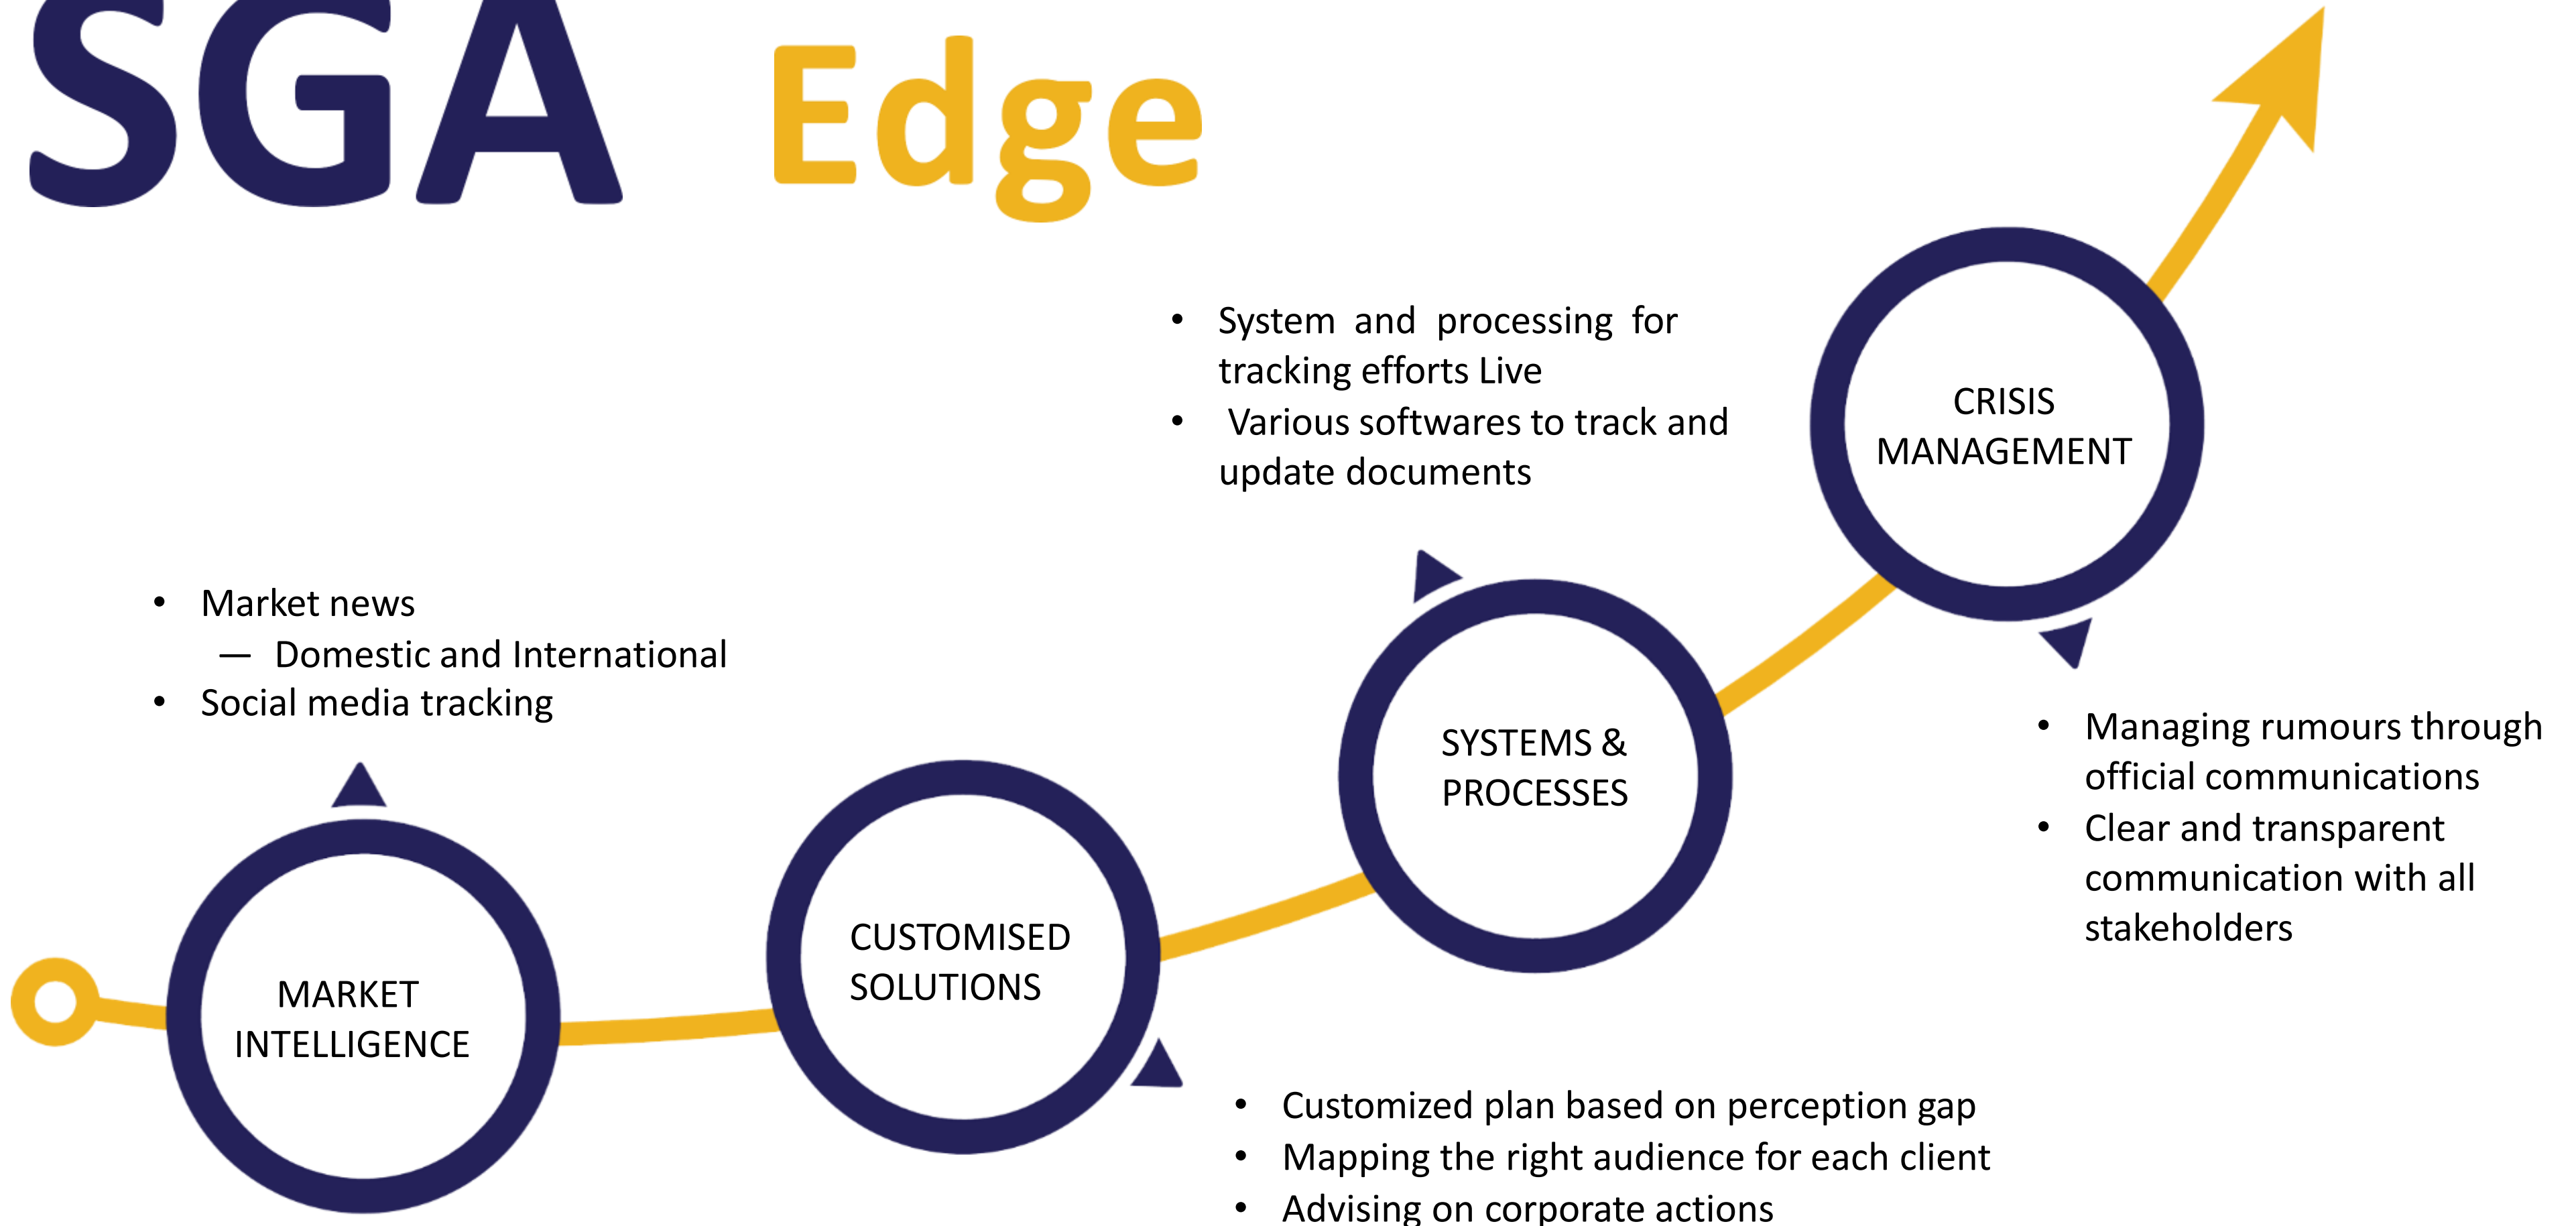 SGA Edge
• System and processing for
tracking efforts Live
• Various softwares to track and
update documents
CRISIS
MANAGEMENT
• Market news
— Domestic and International
• Social media tracking
SYSTEMS &
PROCESSES
• Managing rumours through
official communications
• Clear and transparent
communication with all
stakeholders
CUSTOMISED
SOLUTIONS
MARKET
INTELLIGENCE
• Customized plan based on perception gap
• Mapping the right audience for each client
• Advising on corporate actions